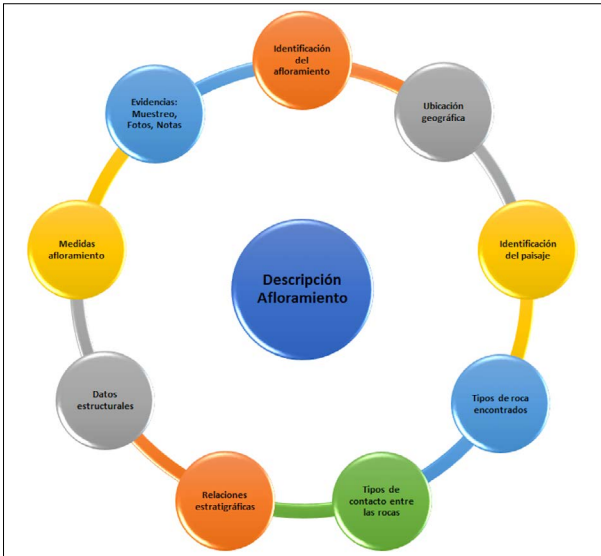 Identificación
del
afloramiento
Ubicación
geográfica
Identificación
del paisaje
Tipos de roca
encontrados
Tipos de
contacto entre
las rocas
Relaciones
estratigráficas
Datos
estructurales
Medidas
afloramiento
Evidencias:
Muestreo,
Fotos, Notas
Descripción
Afloramiento